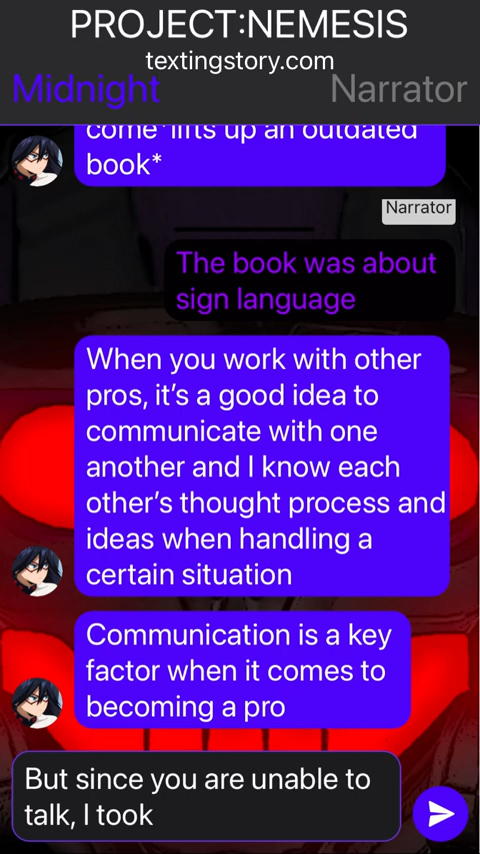 PROJECT:NEMESIS
textingstory.com
Midnight
Narrator
come*lifts up an outdated
book*
Narrator
The book was about
sign language
When you work with other
pros, it’s a good idea to
communicate with one
another and I know each
other’s thought process and
ideas when handling a
certain situation
Communication is a key
factor when it comes to
becoming a pro
But since you are unable to
talk, I took